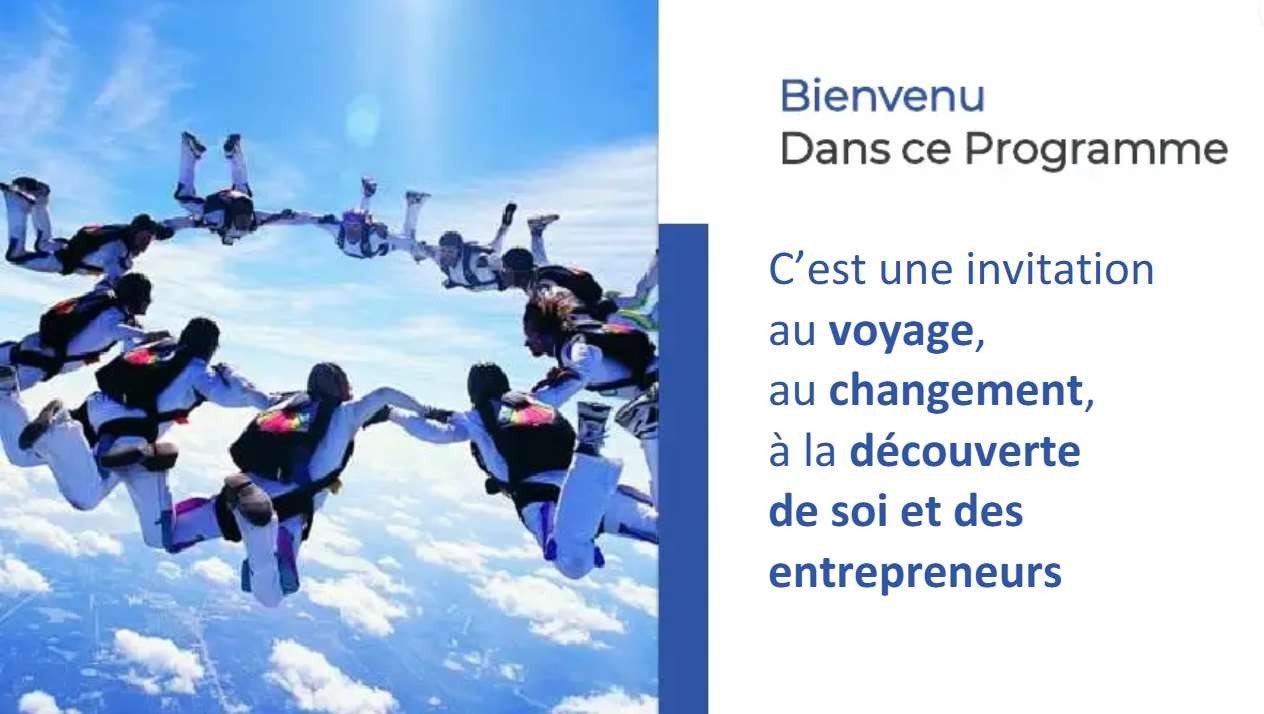 Bienvenu
Dans ce Programme
C’est une invitation
au voyage,
au changement,
à la découverte
de soi et des
entrepreneurs